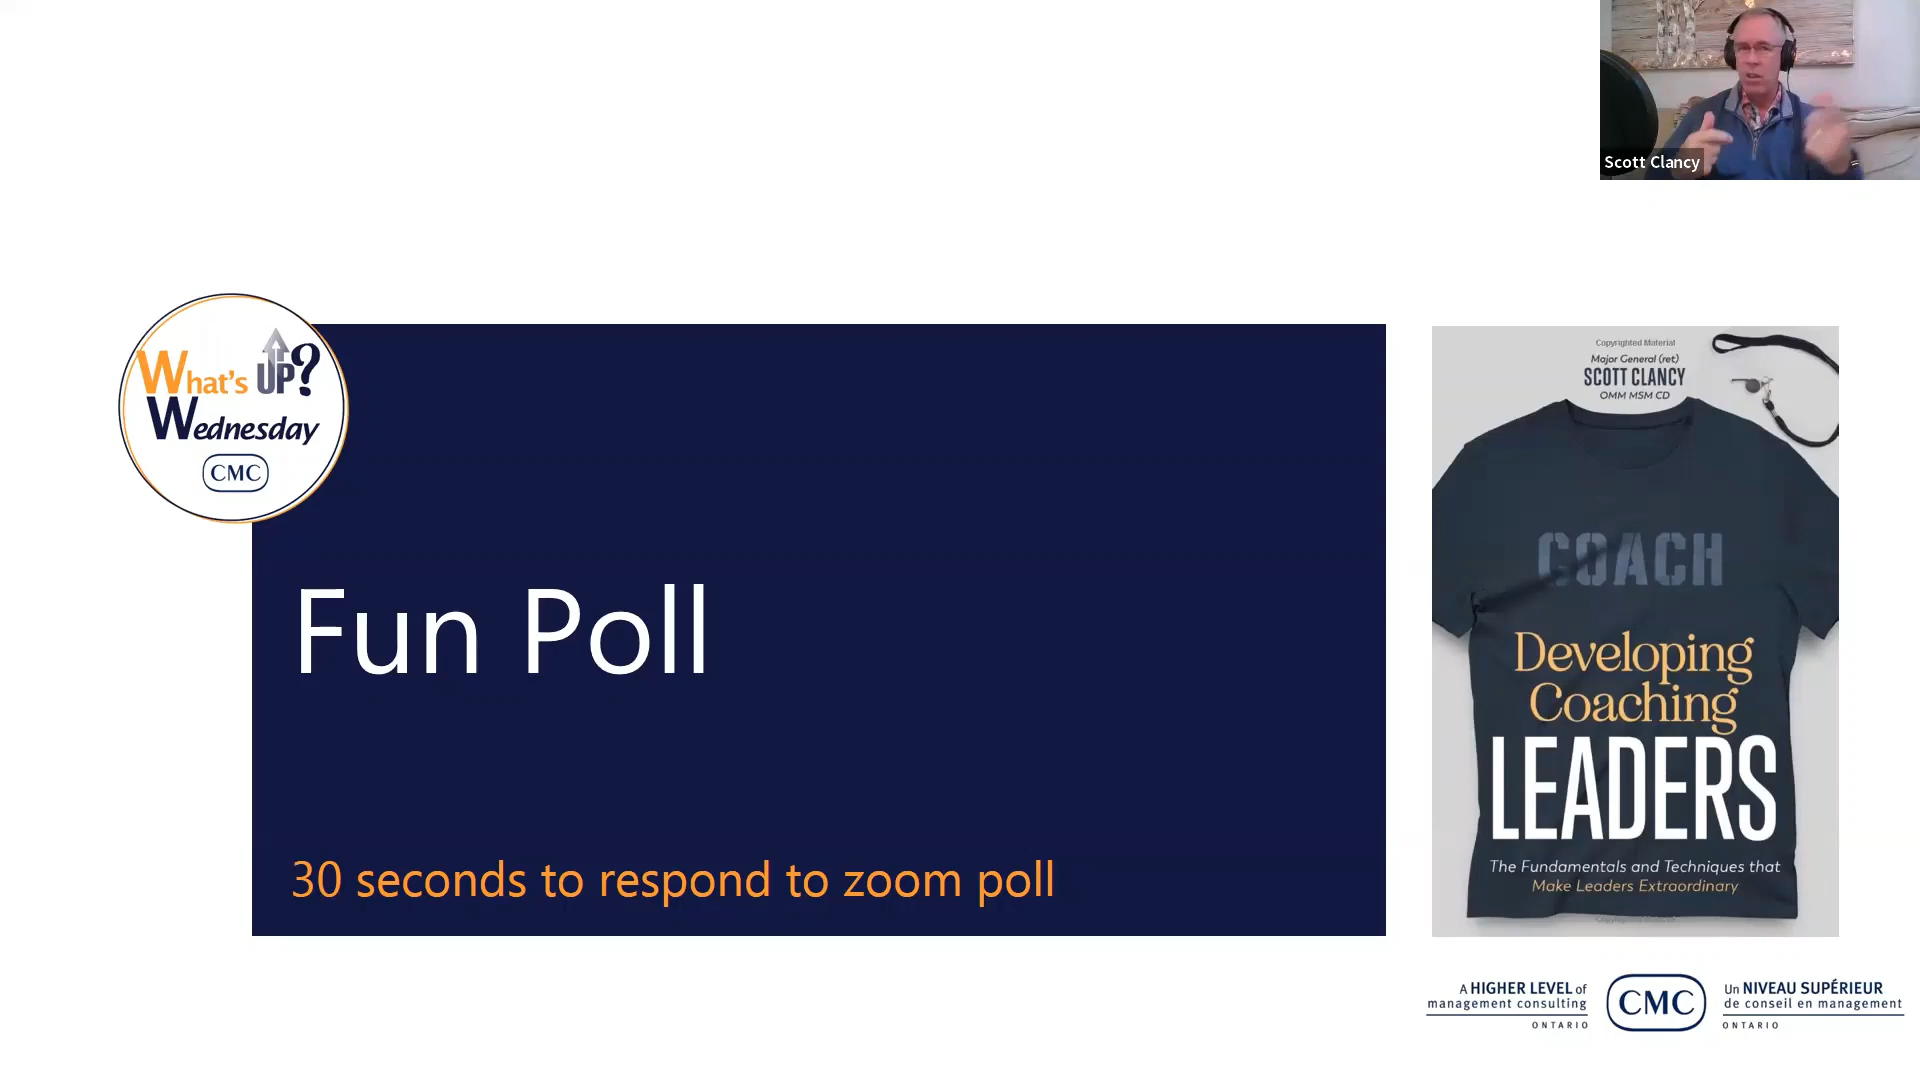 Scott Clancy
What's UP?
Wednesday
CMC
Fun Poll
30 seconds to respond to zoom poll
Copyrighted Material
Major General (ret)
SCOTT CLANCY
OMM MSM CD
COACH
Developing
Coaching
LEADERS
The Fundamentals and Techniques that
Make Leaders Extraordinary
Copyrighted Material
A HIGHER LEVEL of
management consulting
ONTARIO
CMC
Un NIVEAU SUPÉRIEUR
de conseil en management
ONTARIO